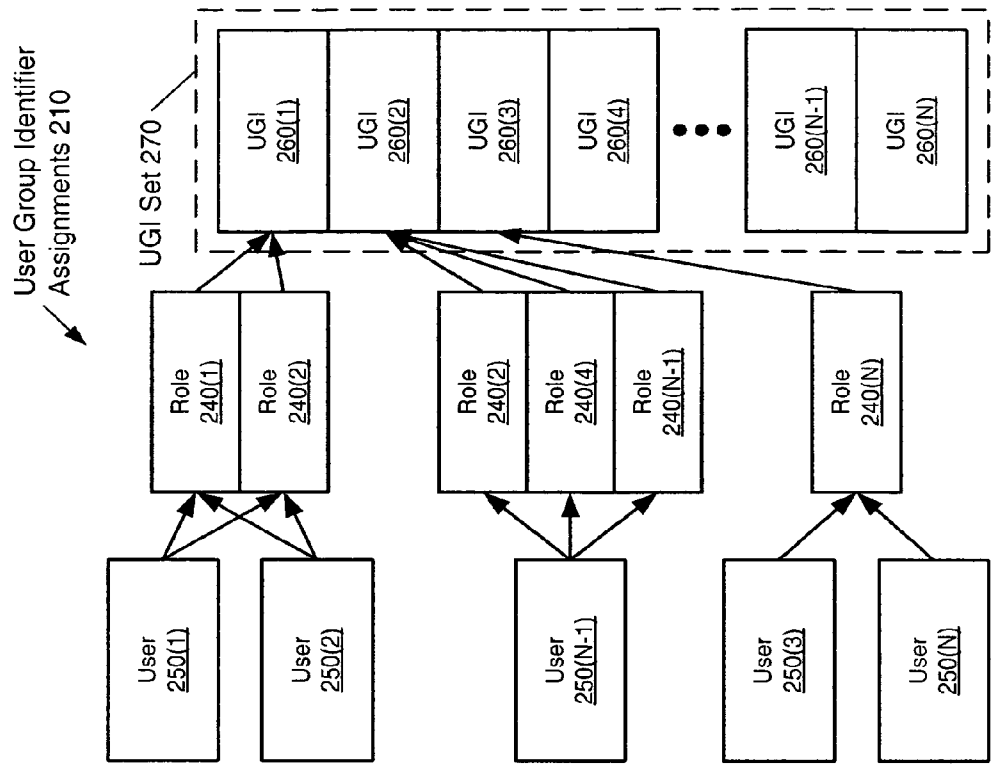 User Group Identifier
Assignments 210
UGI Set 270
UGI
260(1)
UGI
260(2)
UGI
260(3)
UGI
260(4)
UGI
260(N-1)
UGI
260(N)
Role
240(1)
Role
240(2)
Role
240(2)
Role
240(4)
Role
240(N-1)
Role
240(N)
User
250(1)
User
250(2)
User
250(N-1)
User
250(3)
User
250(N)